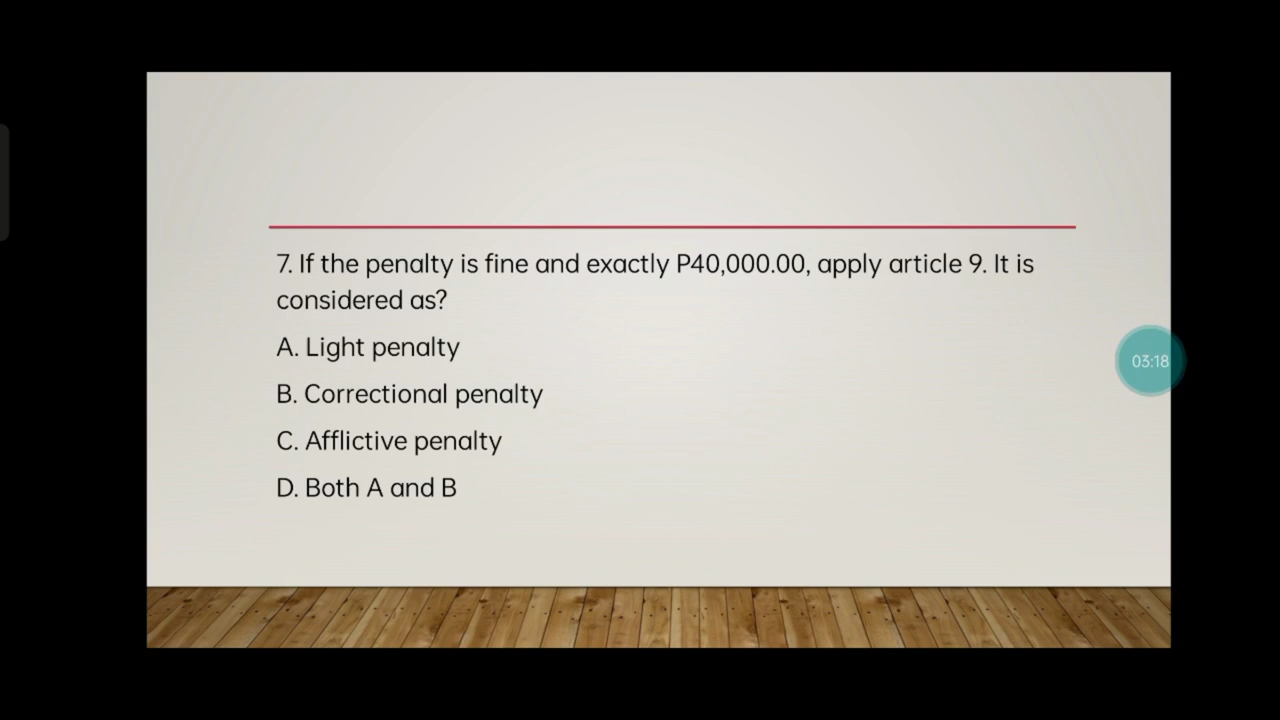 7. If the penalty is fine and exactly P40,000.00, apply article 9. It is
considered as?
A. Light penalty
B. Correctional penalty
C. Afflictive penalty
D. Both A and B
03:18